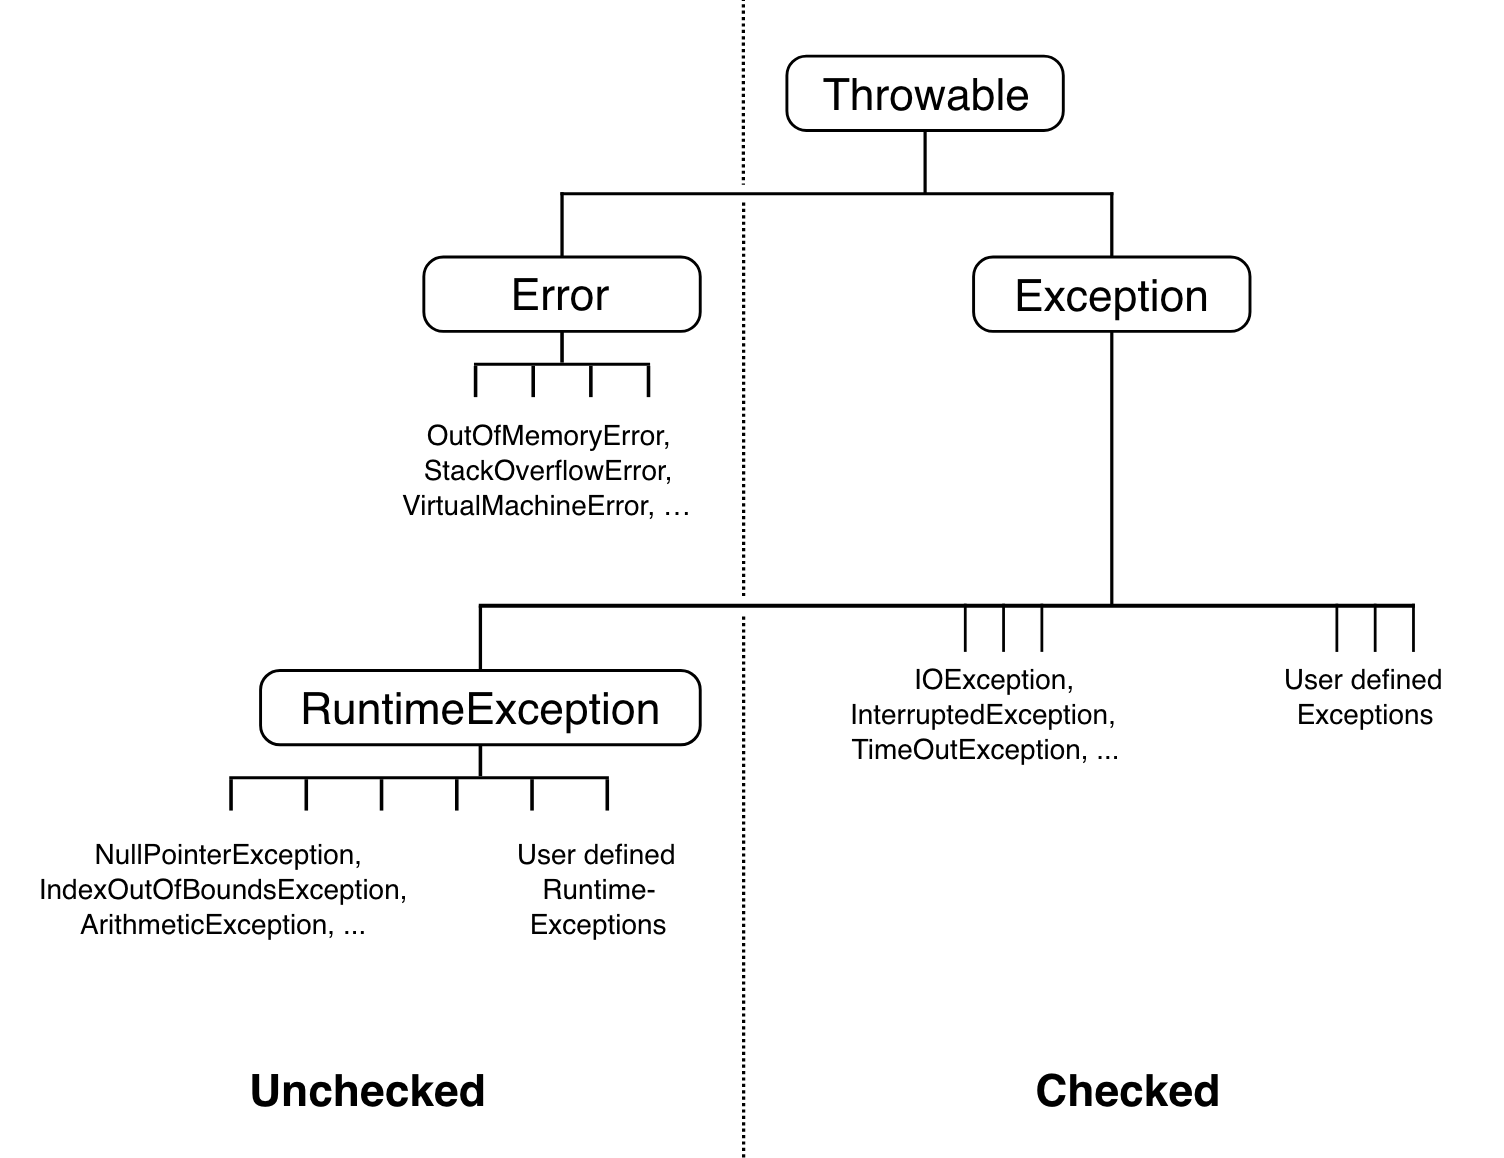 Throwable
Error
Exception
OutOfMemoryError,
StackOverflowError,
VirtualMachineError, …
RuntimeException
IOException,
InterruptedException,
TimeOutException, ...
User defined
Exceptions
NullPointerException,
IndexOutOfBoundsException,
ArithmeticException, ...
User defined
Runtime-
Exceptions
Unchecked
Checked